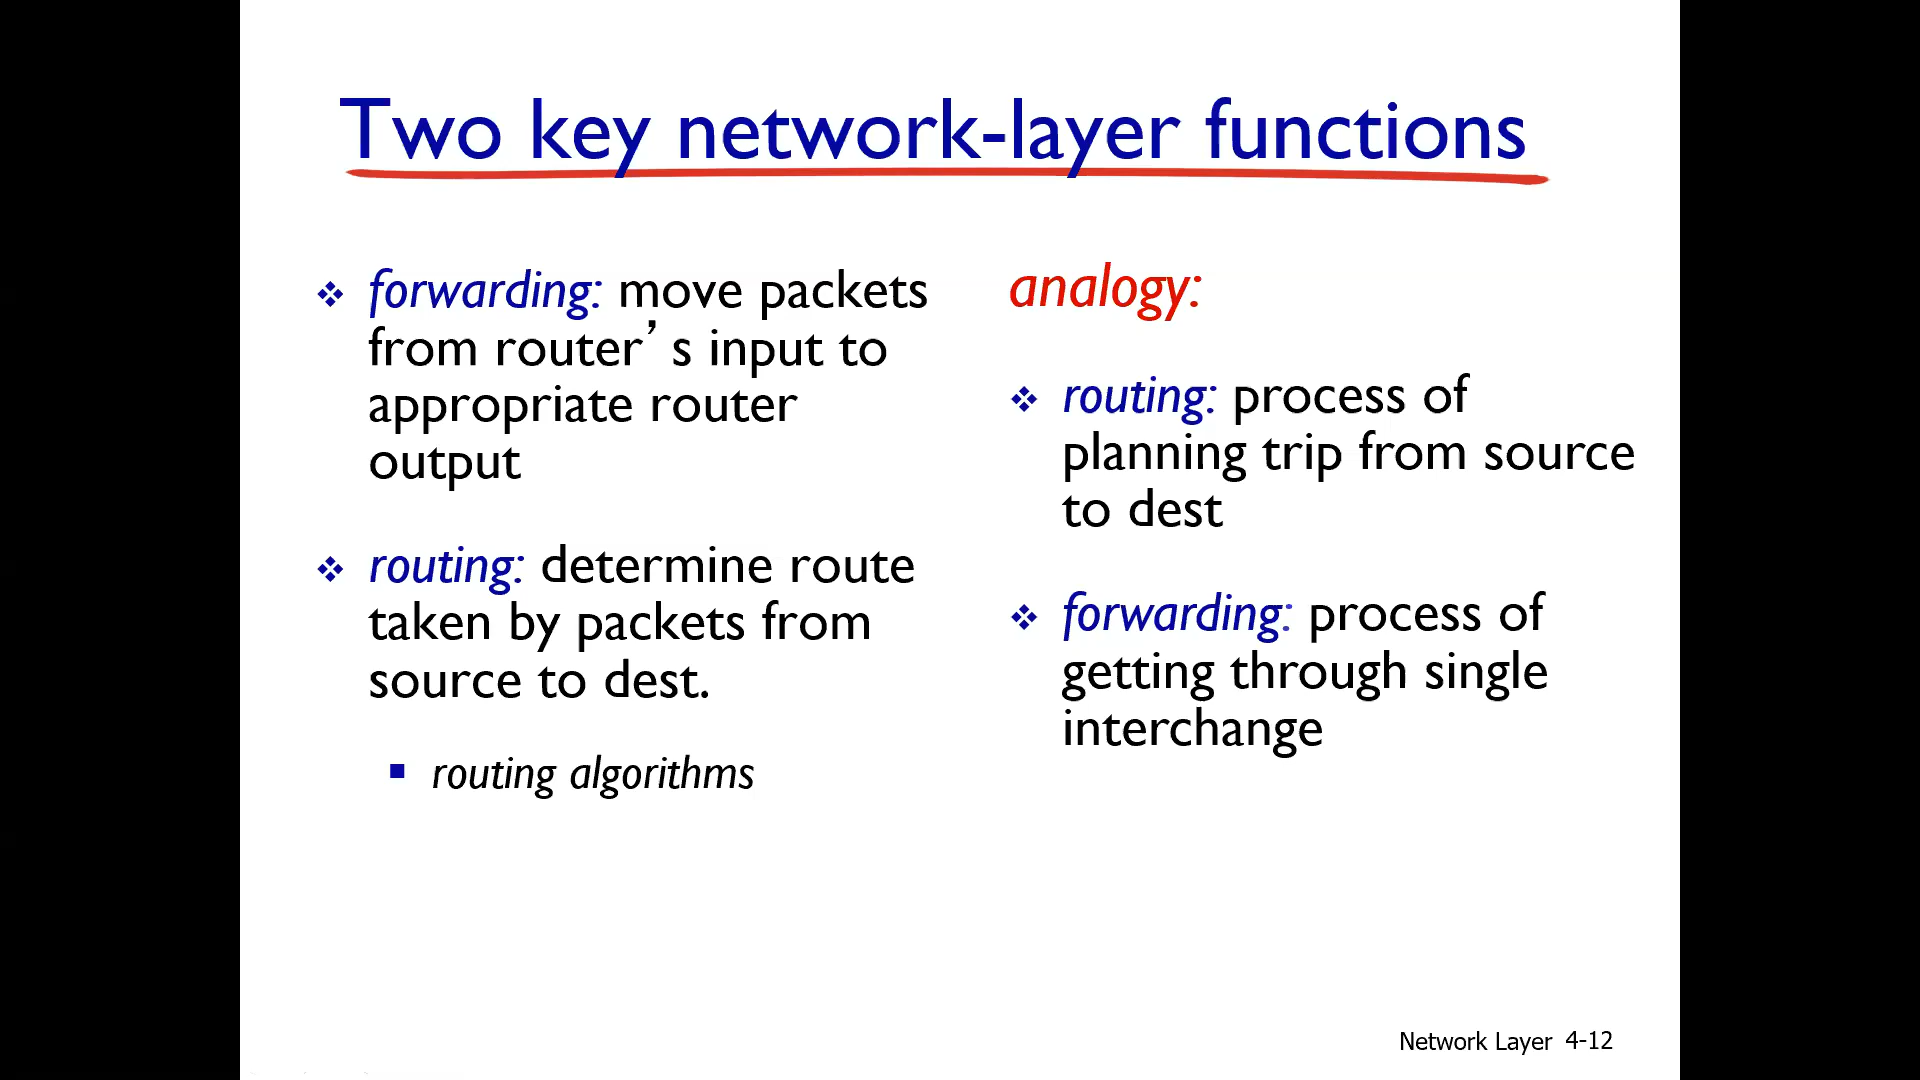 Two key network-layer functions
❖ forwarding: move packets
from router’s input to
appropriate router
output
❖ routing: determine route
taken by packets from
source to dest.
▪ routing algorithms
analogy:
❖ routing: process of
planning trip from source
to dest
❖ forwarding: process of
getting through single
interchange
Network Layer 4-12